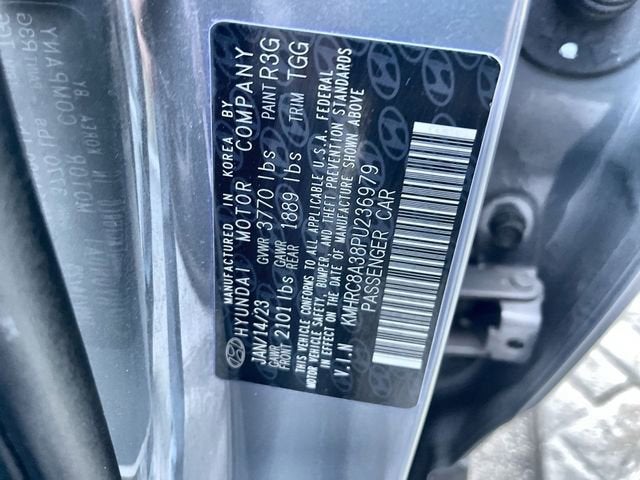 MANUFACTURED IN KOREA BY
HYUNDAI MOTOR COMPANY
JAN/14/23 GVWR 3770 lbs PAINT R3G
GAWR FRONT 2101 lbs GAWR REAR 1889 lbs TRIM TGG
THIS VEHICLE CONFORMS TO ALL APPLICABLE U.S.A. FEDERAL
MOTOR VEHICLE SAFETY, BUMPER, AND THEFT PREVENTION STANDARDS
IN EFFECT ON THE DATE OF MANUFACTURE SHOWN ABOVE
V.I.N KMHRC8A38PU236979
PASSENGER CAR